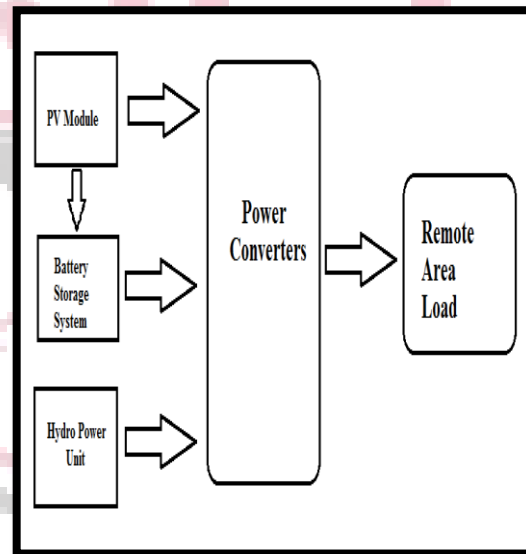 PV Module
Battery
Storage
System
Hydro Power
Unit
Power
Converters
Remote
Area
Load